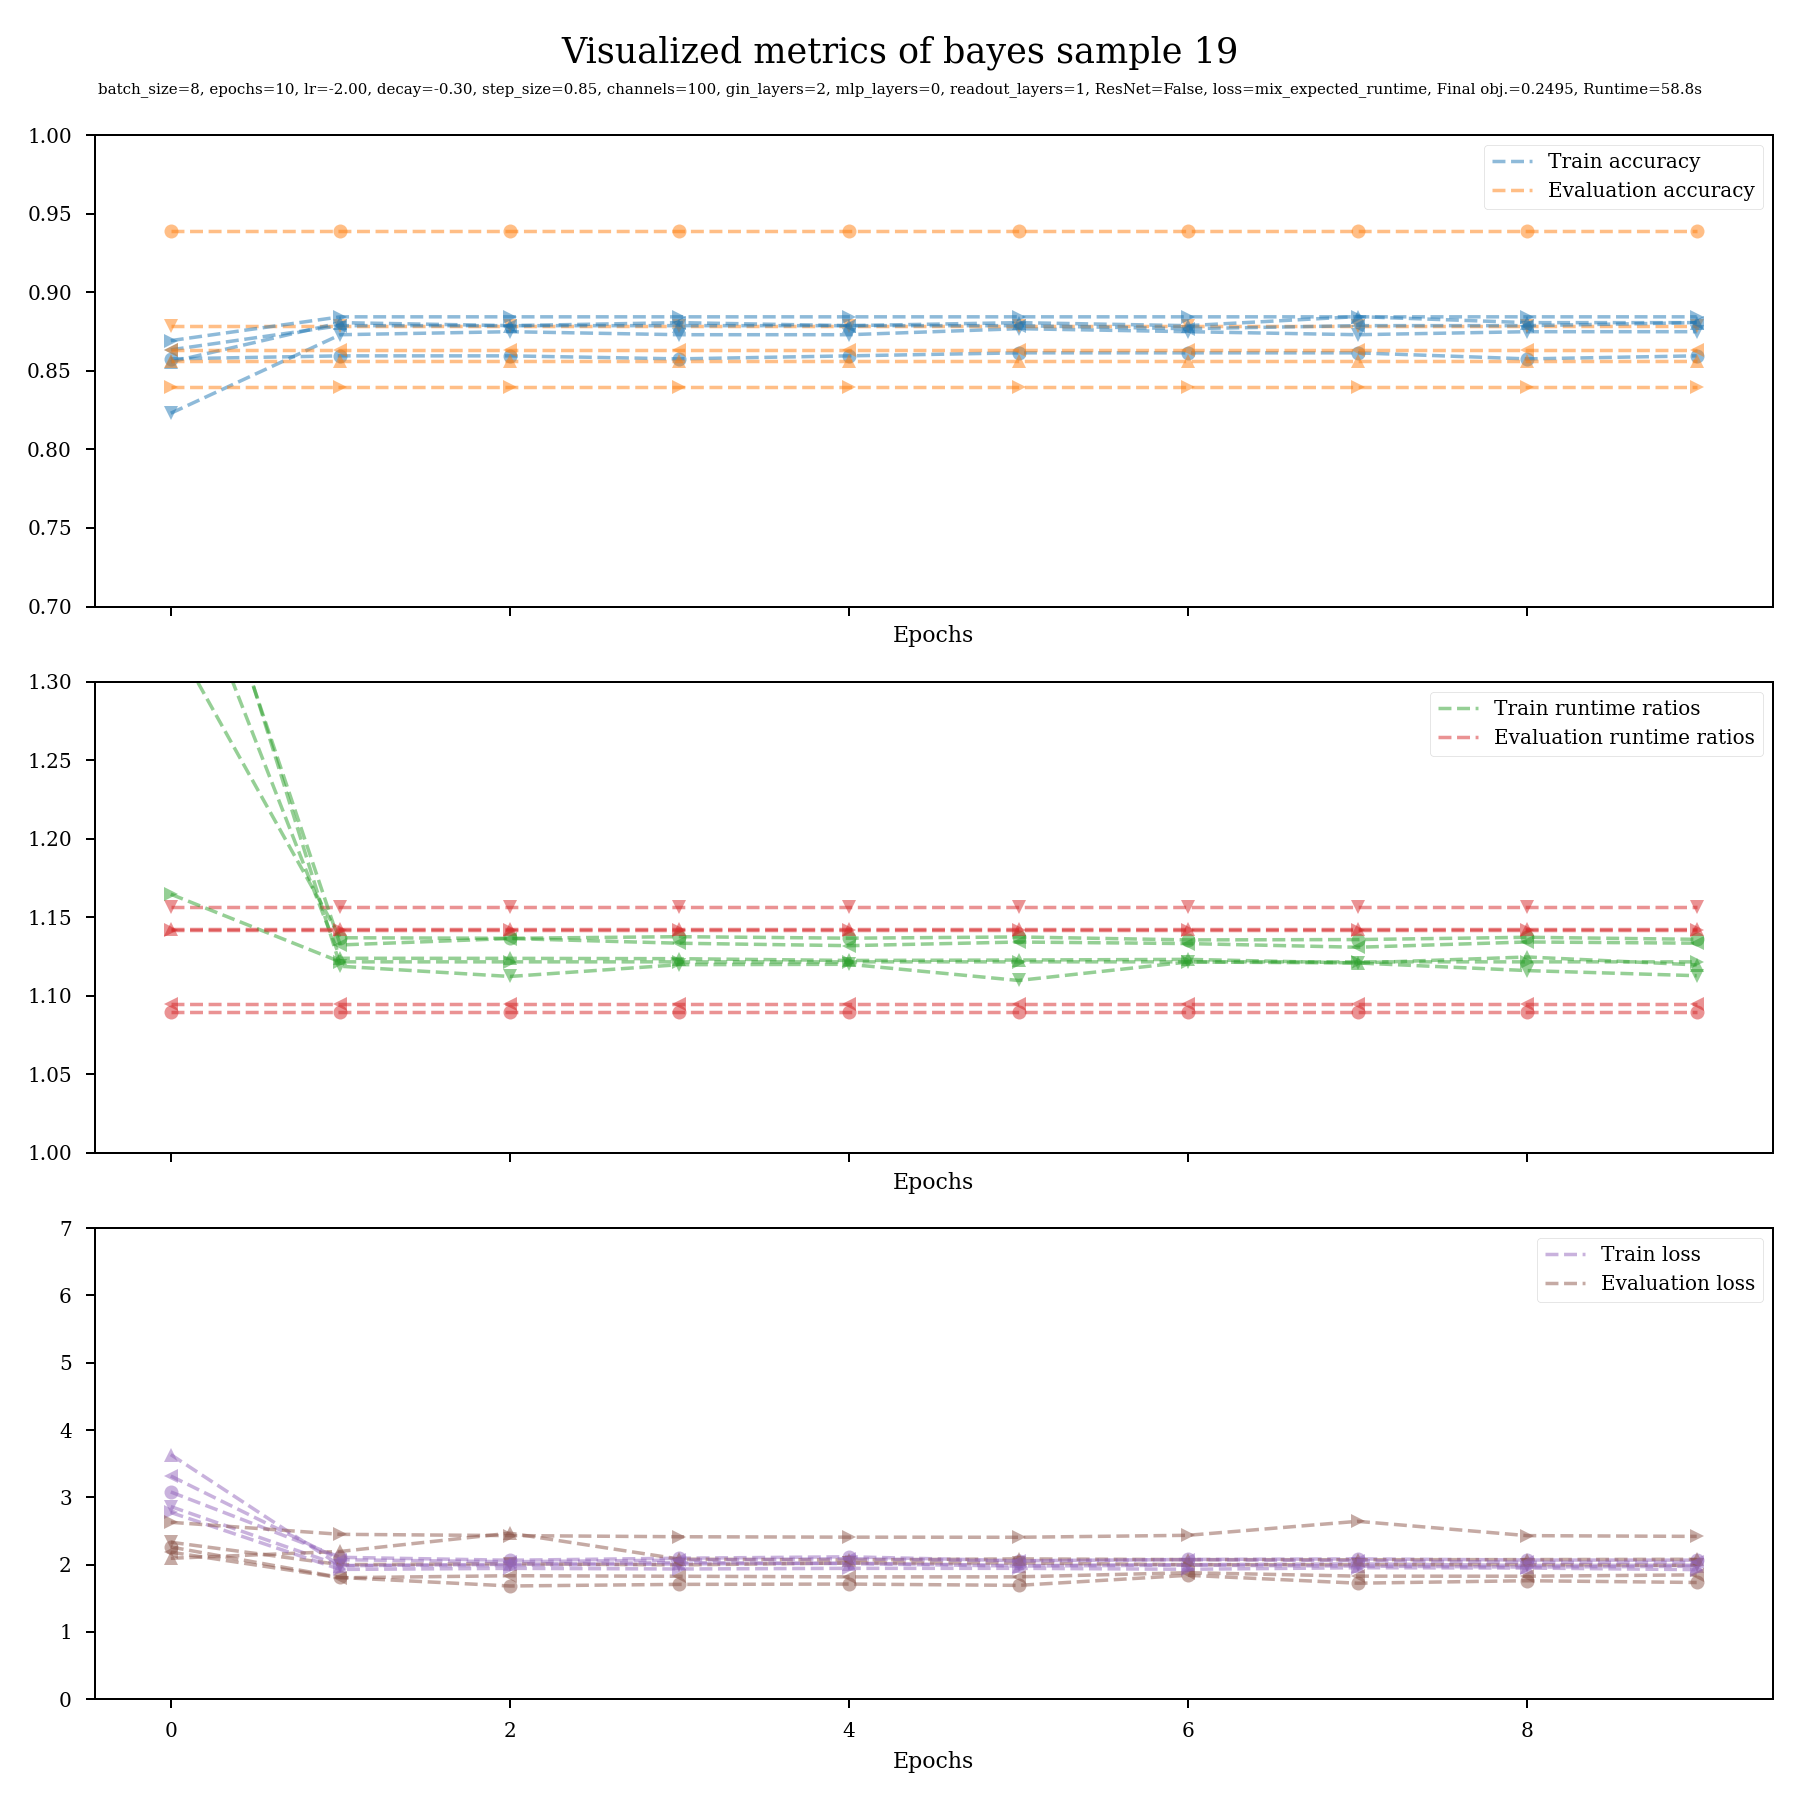 Visualized metrics of bayes sample 19
batch_size=8, epochs=10, lr=-2.00, decay=-0.30, step_size=0.85, channels=100, gin_layers=2, mlp_layers=0, readout_layers=1, ResNet=False, loss=mix_expected_runtime, Final obj.=0.2495, Runtime=58.8s
1.00
0.95
0.90
0.85
0.80
0.75
0.70
Train accuracy
Evaluation accuracy
Epochs
1.30
1.25
1.20
1.15
1.10
1.05
1.00
Train runtime ratios
Evaluation runtime ratios
Epochs
7
6
5
4
3
2
1
0
Train loss
Evaluation loss
0 2 4 6 8
Epochs